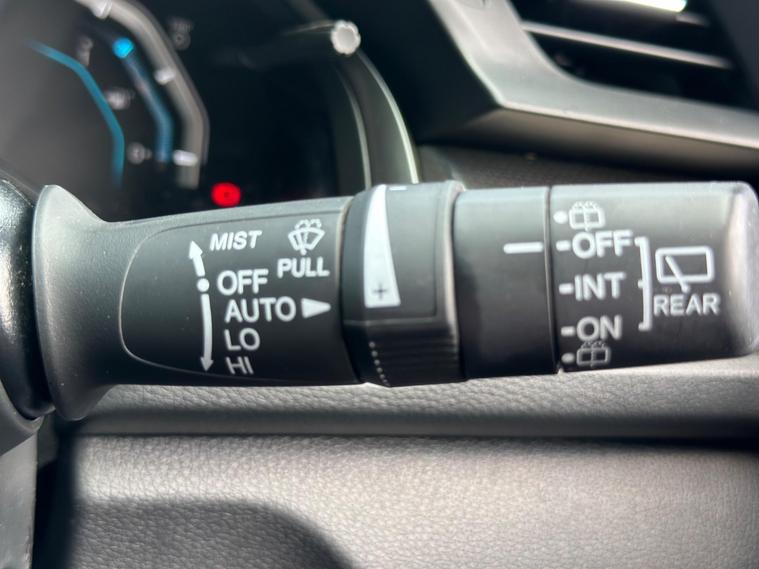 MIST
PULL
OFF
AUTO
LO
HI
- 
+
OFF
INT
ON
REAR